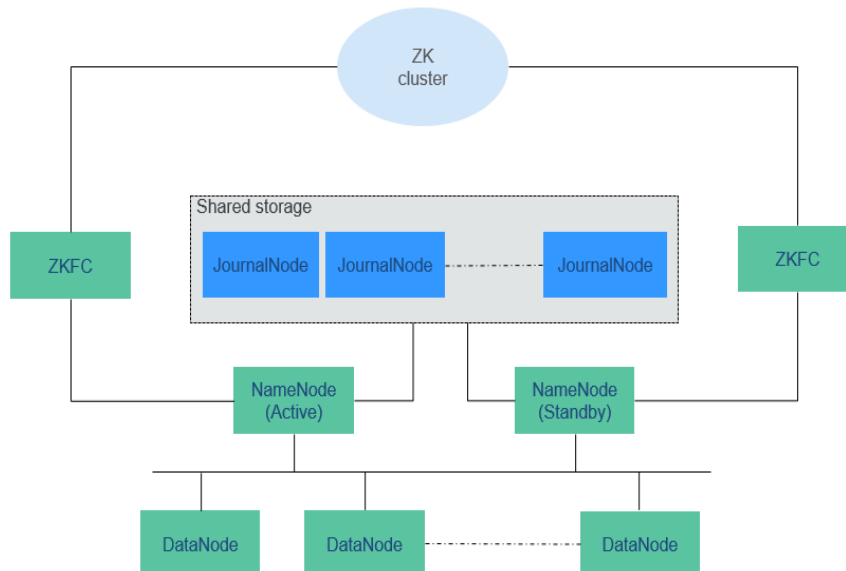 ZK
cluster
Shared storage
JournalNode
JournalNode
JournalNode
ZKFC
ZKFC
NameNode
(Active)
NameNode
(Standby)
DataNode
DataNode
DataNode